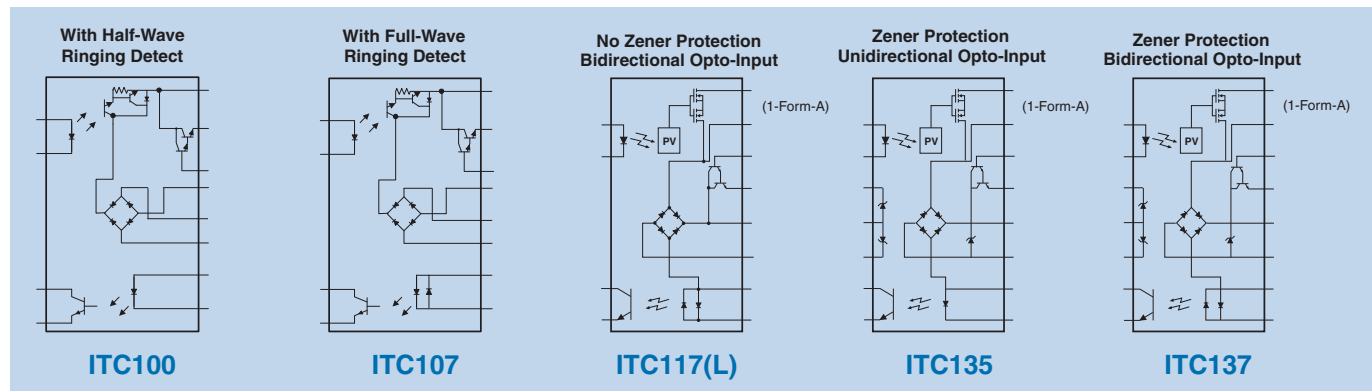 With Half-Wave
Ringing Detect
With Full-Wave
Ringing Detect
No Zener Protection
Bidirectional Opto-Input
Zener Protection
Unidirectional Opto-Input
Zener Protection
Bidirectional Opto-Input
(1-Form-A)
(1-Form-A)
(1-Form-A)
PV
PV
PV
ITC100
ITC107
ITC117(L)
ITC135
ITC137